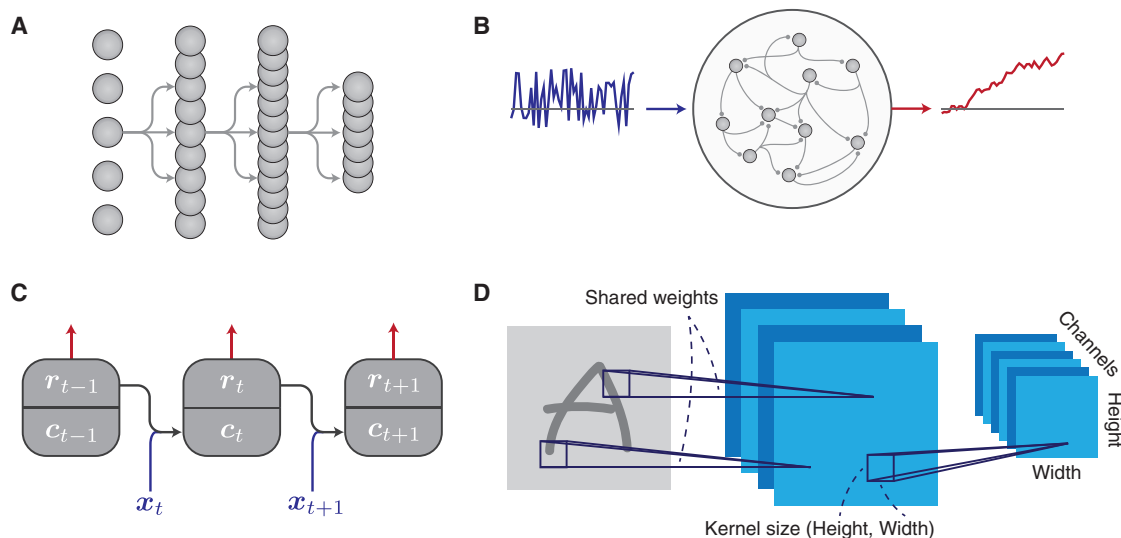 A
B
C
r_{t-1}
c_{t-1}
r_t
c_t
r_{t+1}
c_{t+1}
x_t
x_{t+1}
D
Shared weights
A
Channels
Height
Width
Kernel size (Height, Width)